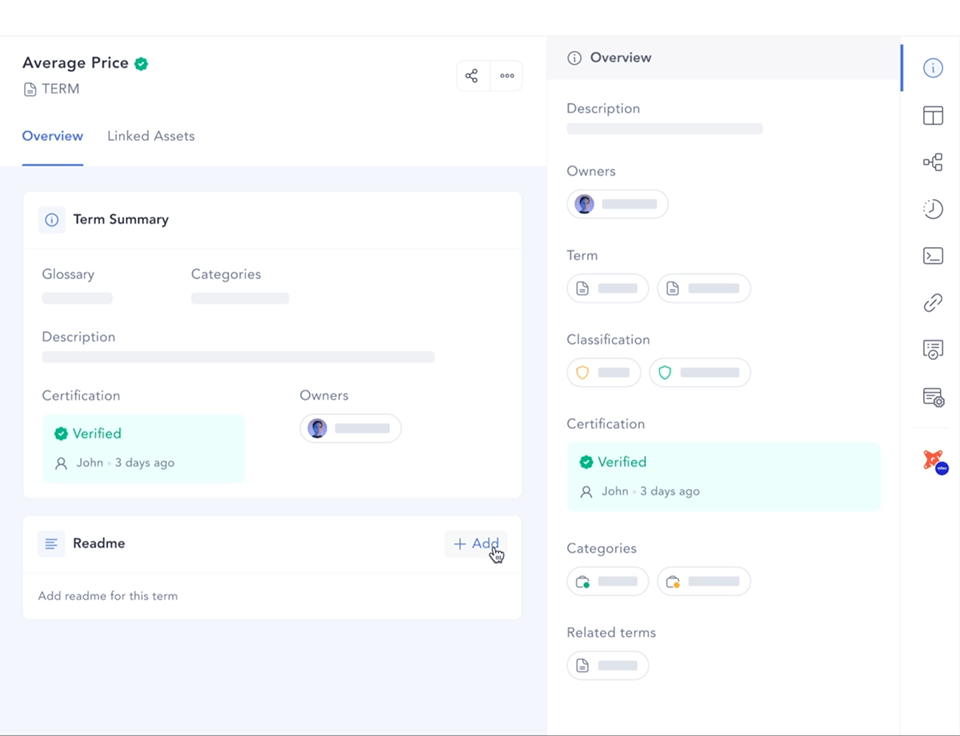 Average Price
TERM
Overview
Linked Assets
Term Summary
Glossary
Categories
Description
Certification
Owners
Verified
John • 3 days ago
Readme
+ Add
Add readme for this term
Overview
Description
Owners
Term
Classification
Certification
Verified
John • 3 days ago
Categories
Related terms